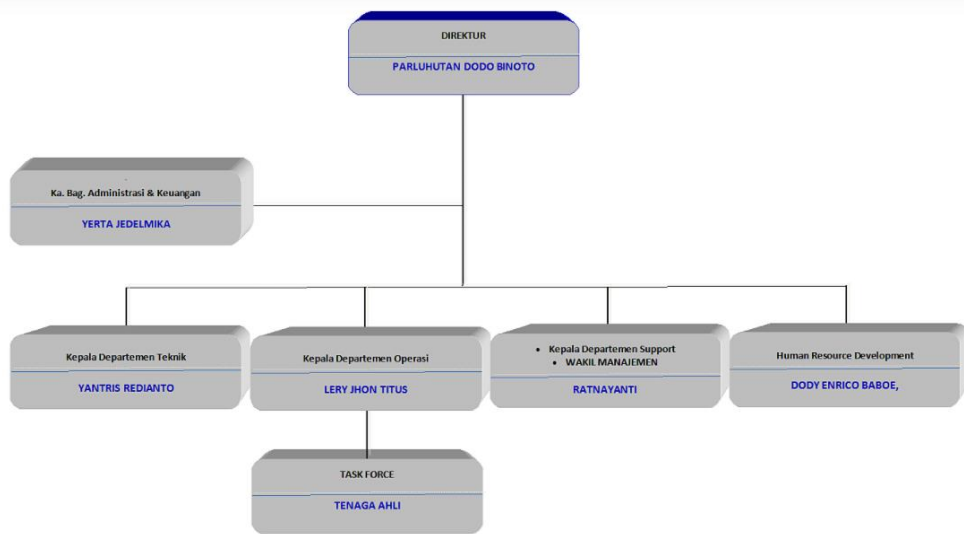 DIREKTUR
PARLUHUTAN DODO BINOTO
Ka. Bag. Administrasi & Keuangan
YERTA JEDELMIKA
Kepala Departemen Teknik
YANTRIS REDIANTO
Kepala Departemen Operasi
LERY JHON TITUS
• Kepala Departemen Support
• WAKIL MANAJEMEN
RATNAYANTI
Human Resource Development
DODY ENRICO BABOE,
TASK FORCE
TENAGA AHLI